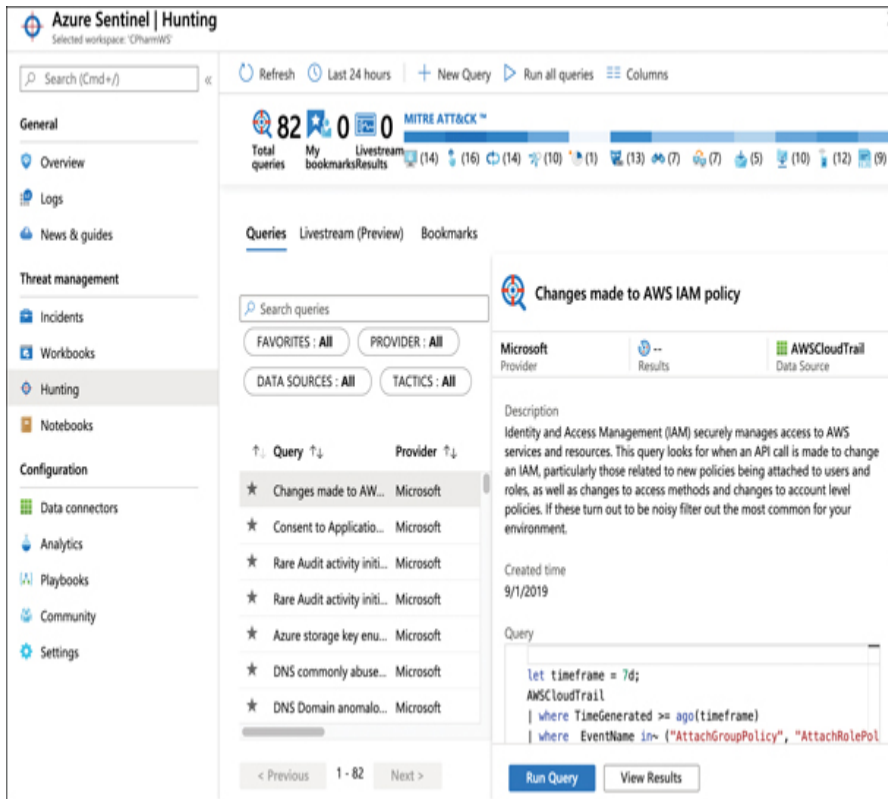 Azure Sentinel | Hunting
Selected workspace: 'CPharmWS'
Search (Cmd+/)
«
General
Overview
Logs
News & guides
Threat management
Incidents
Workbooks
Hunting
Notebooks
Configuration
Data connectors
Analytics
Playbooks
Community
Settings
Refresh Last 24 hours New Query Run all queries Columns
82 0 0
Total queries
My bookmarks
Livestream Results
MITRE ATT&CK ™
(14) (16) (14) (10) (1) (13) (7) (7) (5) (10) (12) (9)
Queries Livestream (Preview) Bookmarks
Search queries
FAVORITES : All PROVIDER : All
DATA SOURCES : All TACTICS : All
Query Provider
Changes made to AW... Microsoft
Consent to Applicatio... Microsoft
Rare Audit activity initi... Microsoft
Rare Audit activity initi... Microsoft
Azure storage key enu... Microsoft
DNS commonly abuse... Microsoft
DNS Domain anomalo... Microsoft
< Previous 1 - 82 Next >
Changes made to AWS IAM policy
Microsoft -- AWSCloudTrail
Provider Results Data Source
Description
Identity and Access Management (IAM) securely manages access to AWS
services and resources. This query looks for when an API call is made to change
an IAM, particularly those related to new policies being attached to users and
roles, as well as changes to access methods and changes to account level
policies. If these turn out to be noisy filter out the most common for your
environment.
Created time
9/1/2019
Query
let timeframe = 7d;
AWSCloudTrail
| where TimeGenerated >= ago(timeframe)
| where EventName in~ ("AttachGroupPolicy", "AttachRolePol
Run Query View Results